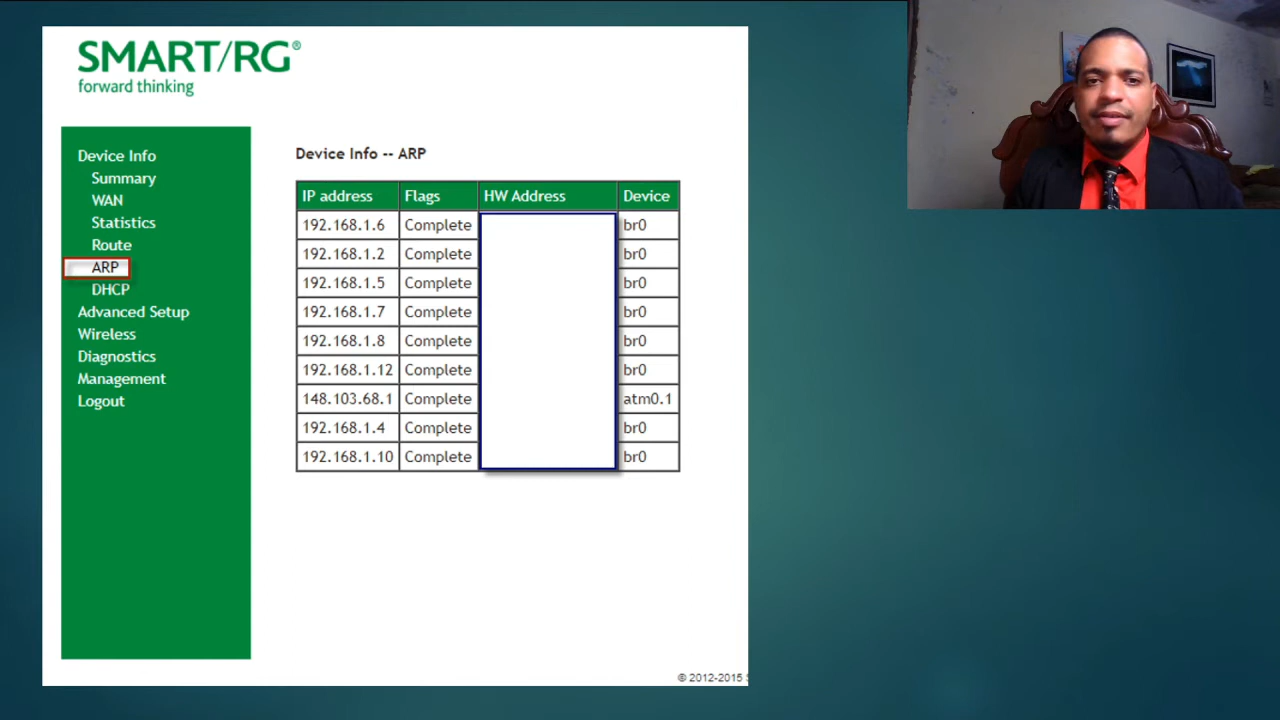 SMART/RG®
forward thinking
Device Info
Summary
WAN
Statistics
Route
ARP
DHCP
Advanced Setup
Wireless
Diagnostics
Management
Logout
Device Info -- ARP
IP address Flags HW Address Device
192.168.1.6 Complete br0
192.168.1.2 Complete br0
192.168.1.5 Complete br0
192.168.1.7 Complete br0
192.168.1.8 Complete br0
192.168.1.12 Complete br0
148.103.68.1 Complete atm0.1
192.168.1.4 Complete br0
192.168.1.10 Complete br0
© 2012-2015